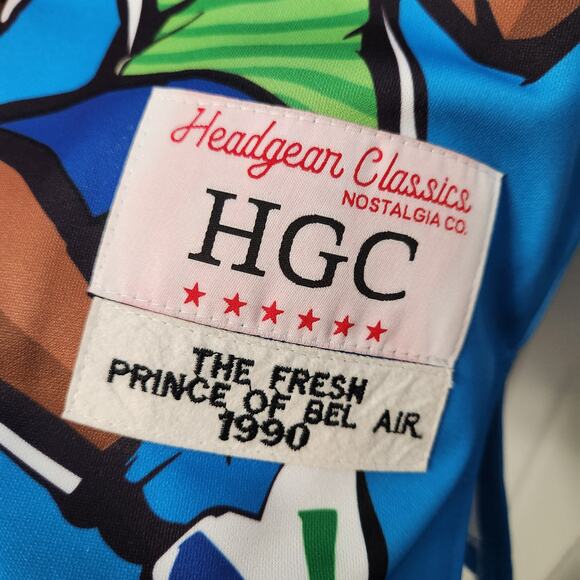 Headgear Classics
NOSTALGIA CO.
HGC
THE FRESH
PRINCE OF BEL AIR
1990